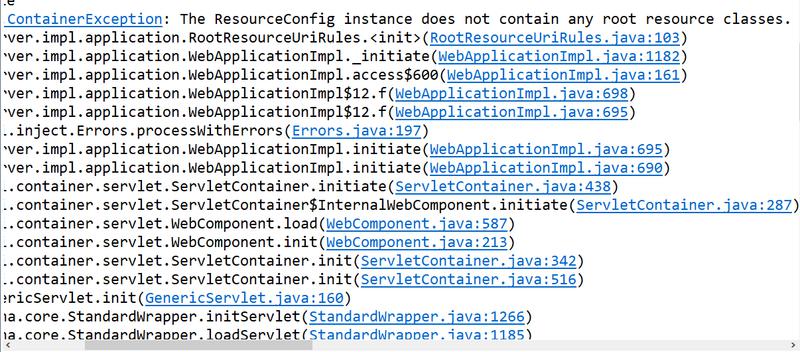 ContainerException: The ResourceConfig instance does not contain any root resource classes.
ver.impl.application.RootResourceUriRules.<init>(RootResourceUriRules.java:103)
ver.impl.application.WebApplicationImpl._initiate(WebApplicationImpl.java:1182)
ver.impl.application.WebApplicationImpl.access$600(WebApplicationImpl.java:161)
ver.impl.application.WebApplicationImpl$12.f(WebApplicationImpl.java:698)
ver.impl.application.WebApplicationImpl$12.f(WebApplicationImpl.java:695)
.inject.Errors.processWithErrors(Errors.java:197)
ver.impl.application.WebApplicationImpl.initiate(WebApplicationImpl.java:695)
ver.impl.application.WebApplicationImpl.initiate(WebApplicationImpl.java:690)
.container.servlet.ServletContainer.initiate(ServletContainer.java:438)
.container.servlet.ServletContainer$InternalWebComponent.initiate(ServletContainer.java:287)
.container.servlet.WebComponent.load(WebComponent.java:587)
.container.servlet.WebComponent.init(WebComponent.java:213)
.container.servlet.ServletContainer.init(ServletContainer.java:342)
.container.servlet.ServletContainer.init(ServletContainer.java:516)
ericServlet.init(GenericServlet.java:160)
na.core.StandardWrapper.initServlet(StandardWrapper.java:1266)
na.core.StandardWrapper.loadServlet(StandardWrapper.java:1185)